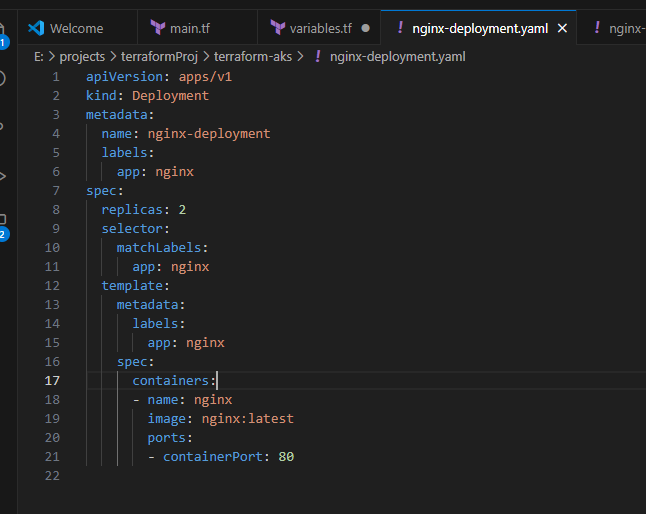 Welcome main.tf variables.tf nginx-deployment.yaml nginx-
E: > projects > terraformProj > terraform-aks > ! nginx-deployment.yaml
1 apiVersion: apps/v1
2 kind: Deployment
3 metadata:
4   name: nginx-deployment
5   labels:
6     app: nginx
7 spec:
8   replicas: 2
9   selector:
10     matchLabels:
11       app: nginx
12   template:
13     metadata:
14       labels:
15         app: nginx
16     spec:
17       containers:
18       - name: nginx
19         image: nginx:latest
20         ports:
21         - containerPort: 80
22
1
2